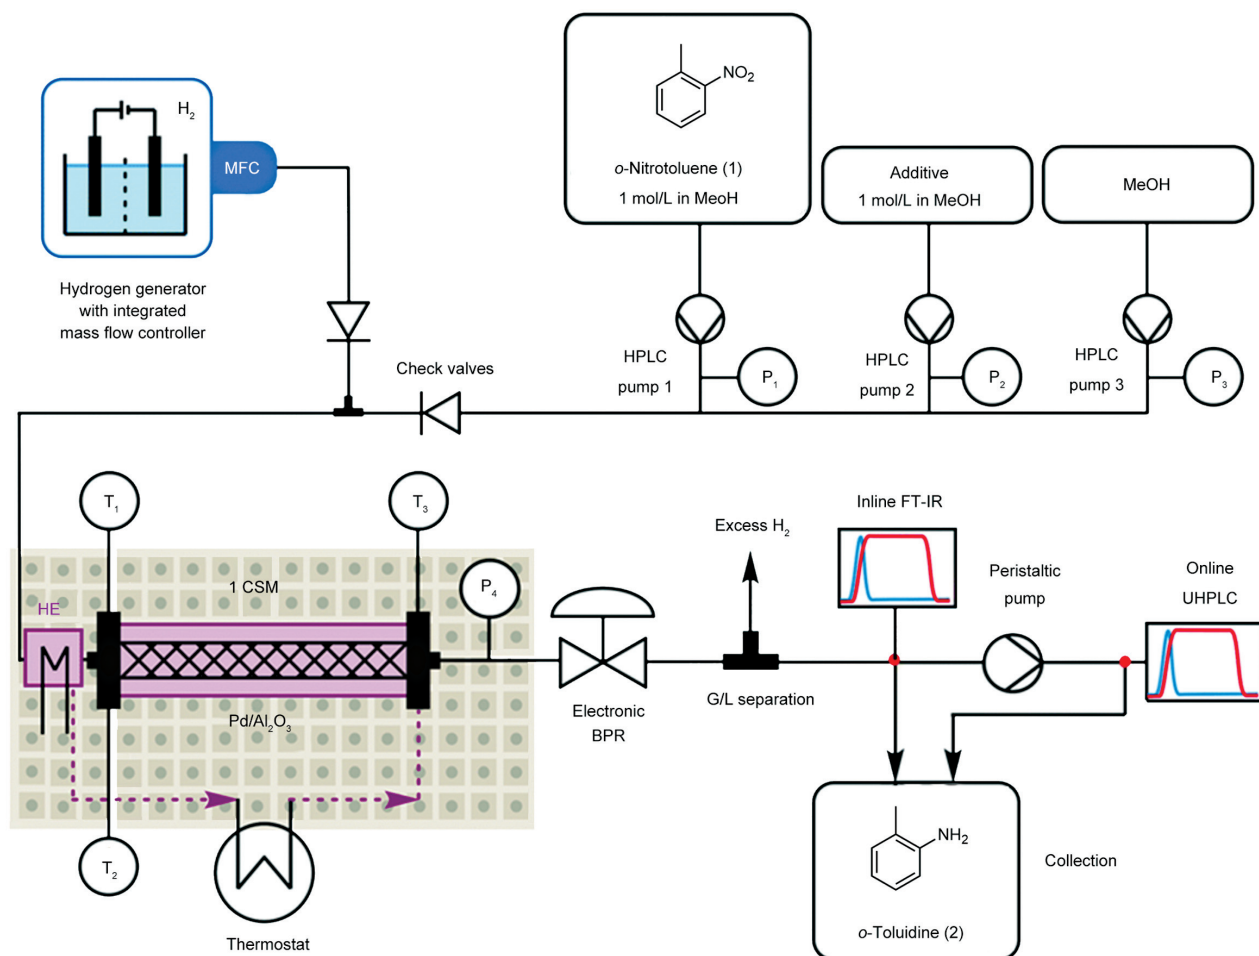 H₂
MFC
Hydrogen generator
with integrated
mass flow controller
NO₂
o-Nitrotoluene (1)
1 mol/L in MeoH
Additive
1 mol/L in MeOH
MeOH
HPLC
pump 1
P₁
HPLC
pump 2
P₂
HPLC
pump 3
P₃
Check valves
T₁
T₃
1 CSM
HE
P₄
Pd/Al₂O₃
T₂
Thermostat
Electronic
BPR
Excess H₂
G/L separation
Inline FT-IR
Peristaltic
pump
Online
UHPLC
NH₂
o-Toluidine (2)
Collection